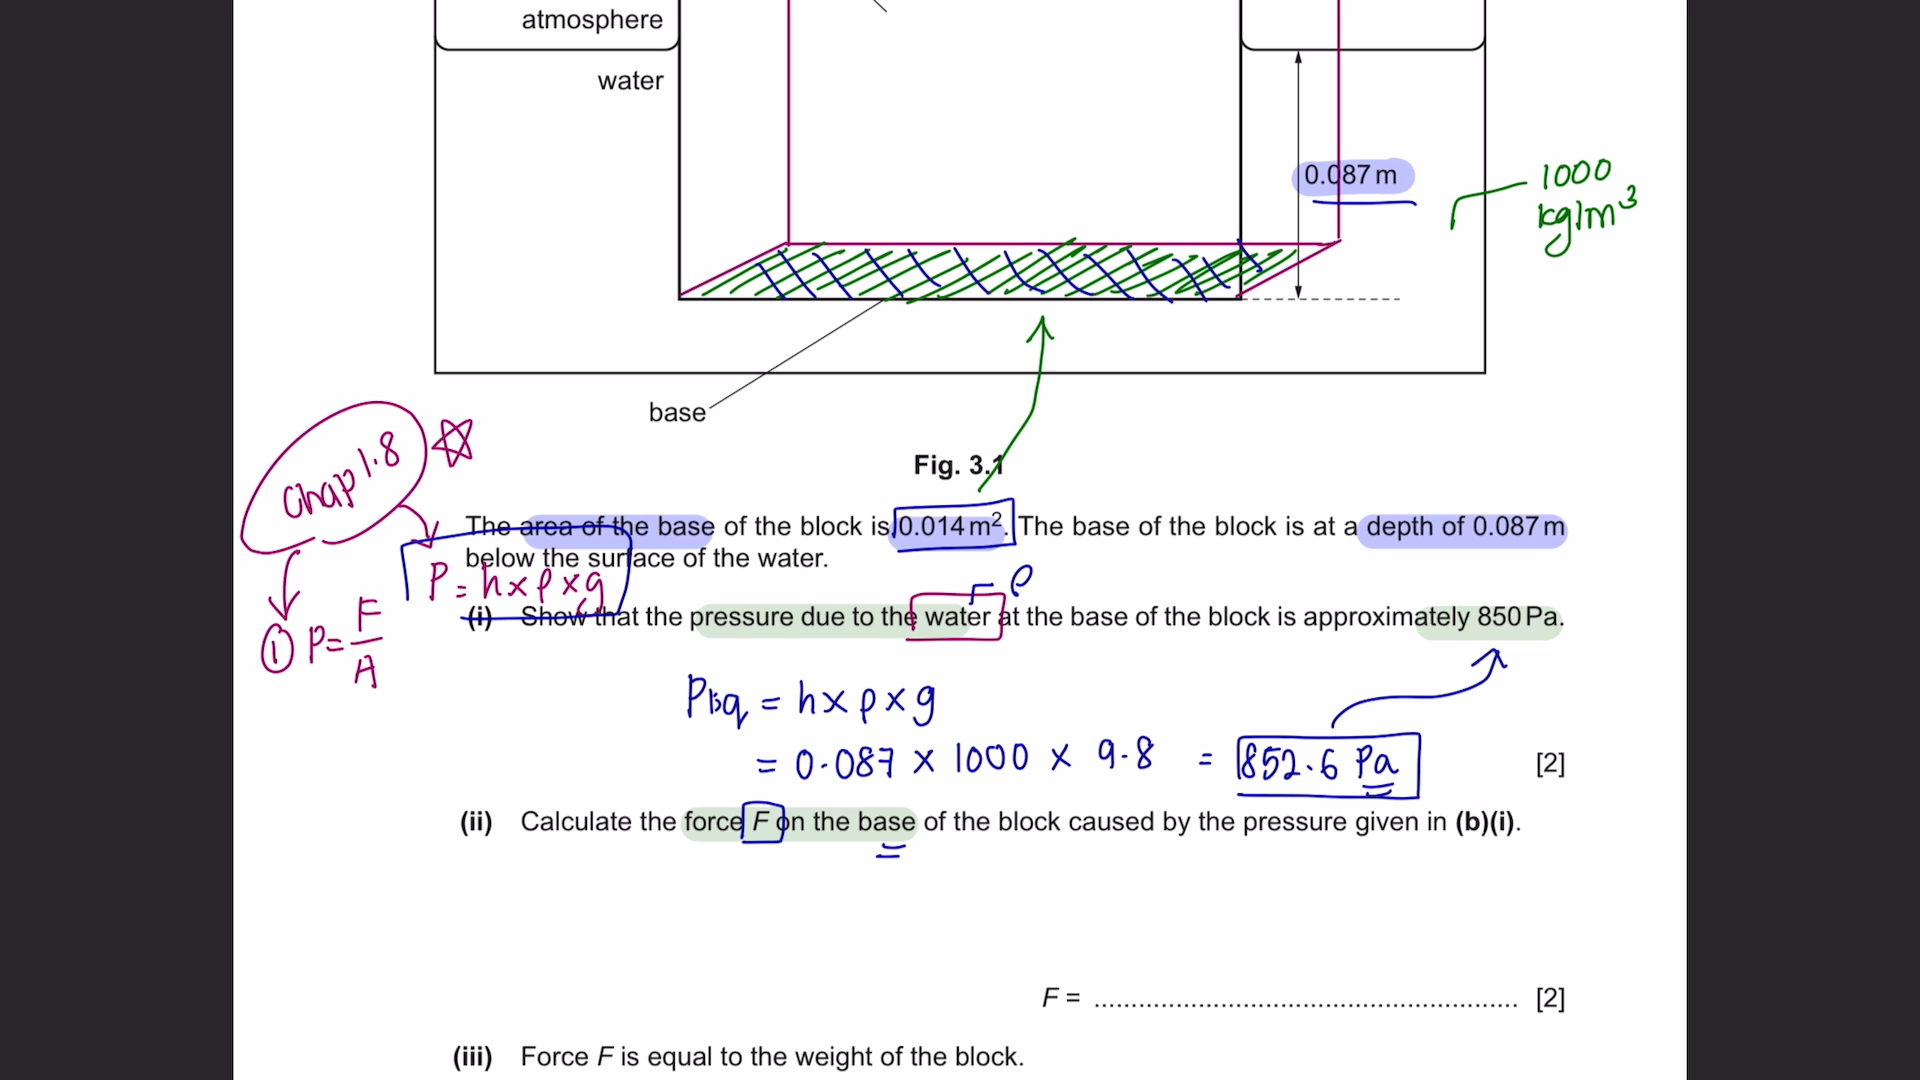 atmosphere
water
0.087 m
1000
kg/m³
base
Chap 1.8
Fig. 3.1
The area of the base of the block is 0.014 m². The base of the block is at a depth of 0.087 m
below the surface of the water.
P = h × ρ × g
ρ
(i) Show that the pressure due to the water at the base of the block is approximately 850 Pa.
① P = F/A
Pliq = h × ρ × g
= 0.087 × 1000 × 9.8 = 852.6 Pa [2]
(ii) Calculate the force F on the base of the block caused by the pressure given in (b)(i).
F = .......................................................... [2]
(iii) Force F is equal to the weight of the block.